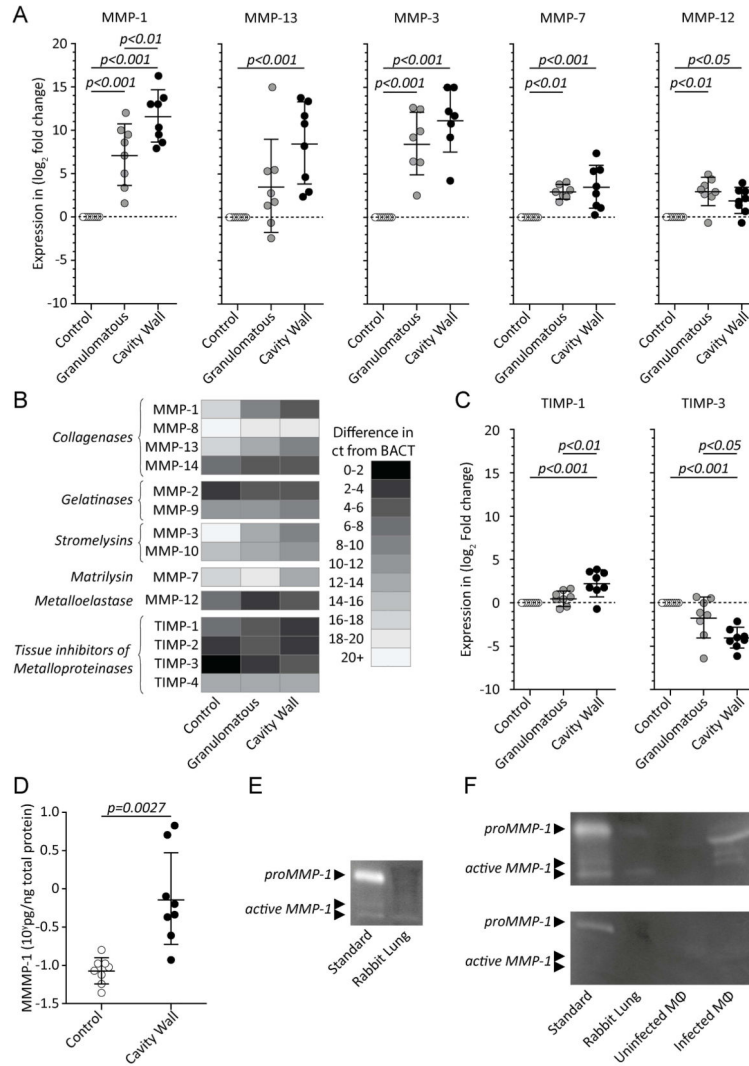 A
MMP-1
MMP-13
MMP-3
MMP-7
MMP-12
Expression in (log2 fold change)
20
15
10
5
0
-5
-10
p<0.01
p<0.001
p<0.001
p<0.001
p<0.001
p<0.001
p<0.001
p<0.01
p<0.05
p<0.01
Control
Granulomatous
Cavity Wall
Control
Granulomatous
Cavity Wall
Control
Granulomatous
Cavity Wall
Control
Granulomatous
Cavity Wall
Control
Granulomatous
Cavity Wall
B
Collagenases
MMP-1
MMP-8
MMP-13
MMP-14
Gelatinases
MMP-2
MMP-9
Stromelysins
MMP-3
MMP-10
Matrilysin
MMP-7
Metalloelastase
MMP-12
Tissue inhibitors of
Metalloproteinases
TIMP-1
TIMP-2
TIMP-3
TIMP-4
Control
Granulomatous
Cavity Wall
Difference in
ct from BACT
0-2
2-4
4-6
6-8
8-10
10-12
12-14
14-16
16-18
18-20
20+
C
TIMP-1
TIMP-3
Expression in (log2 Fold change)
20
15
10
5
0
-5
-10
p<0.01
p<0.001
p<0.05
p<0.001
Control
Granulomatous
Cavity Wall
Control
Granulomatous
Cavity Wall
D
MMMP-1 (10ʸpg/ng total protein)
p=0.0027
1.0
0.5
0.0
-0.5
-1.0
-1.5
Control
Cavity Wall
E
proMMP-1
active MMP-1
Standard
Rabbit Lung
F
proMMP-1
active MMP-1
proMMP-1
active MMP-1
Standard
Rabbit Lung
Uninfected MΦ
Infected MΦ